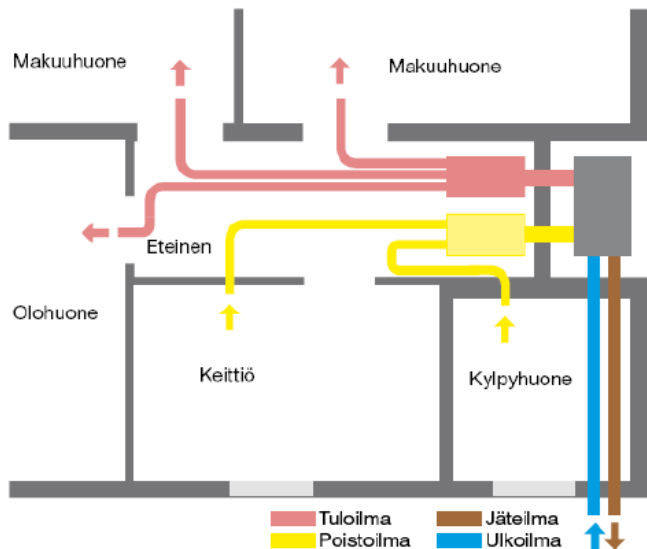 Makuuhuone
Makuuhuone
Eteinen
Olohuone
Keittiö
Kylpyhuone
Tuloilma
Jäteilma
Poistoilma
Ulkoilma